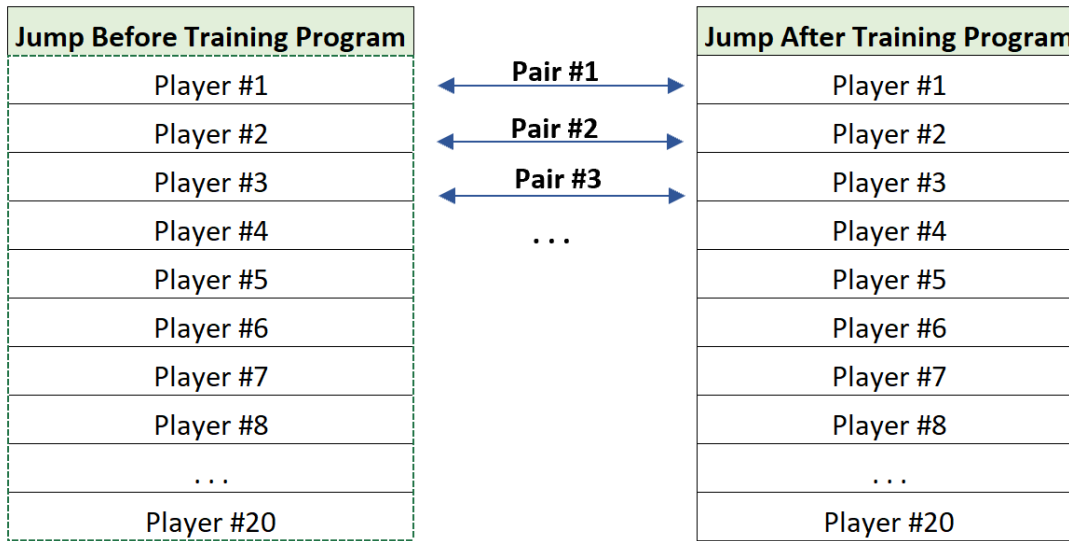 Jump Before Training Program
Player #1
Player #2
Player #3
Player #4
Player #5
Player #6
Player #7
Player #8
. . .
Player #20
Pair #1
Pair #2
Pair #3
. . .
Jump After Training Program
Player #1
Player #2
Player #3
Player #4
Player #5
Player #6
Player #7
Player #8
. . .
Player #20